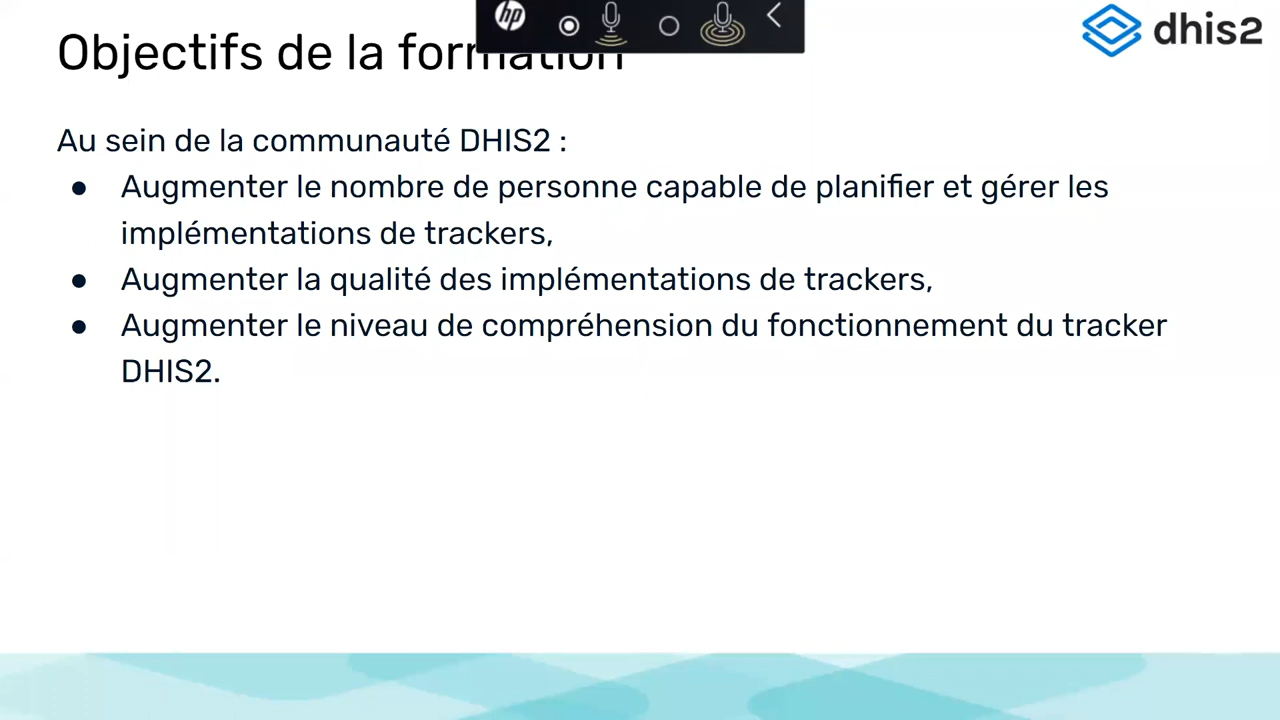 hp
dhis2
Objectifs de la formation
Au sein de la communauté DHIS2 :
● Augmenter le nombre de personne capable de planifier et gérer les
implémentations de trackers,
● Augmenter la qualité des implémentations de trackers,
● Augmenter le niveau de compréhension du fonctionnement du tracker
DHIS2.